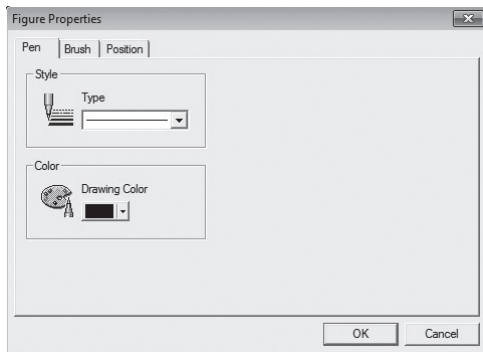 Figure Properties
Pen Brush Position
Style
Type
Color
Drawing Color
OK Cancel